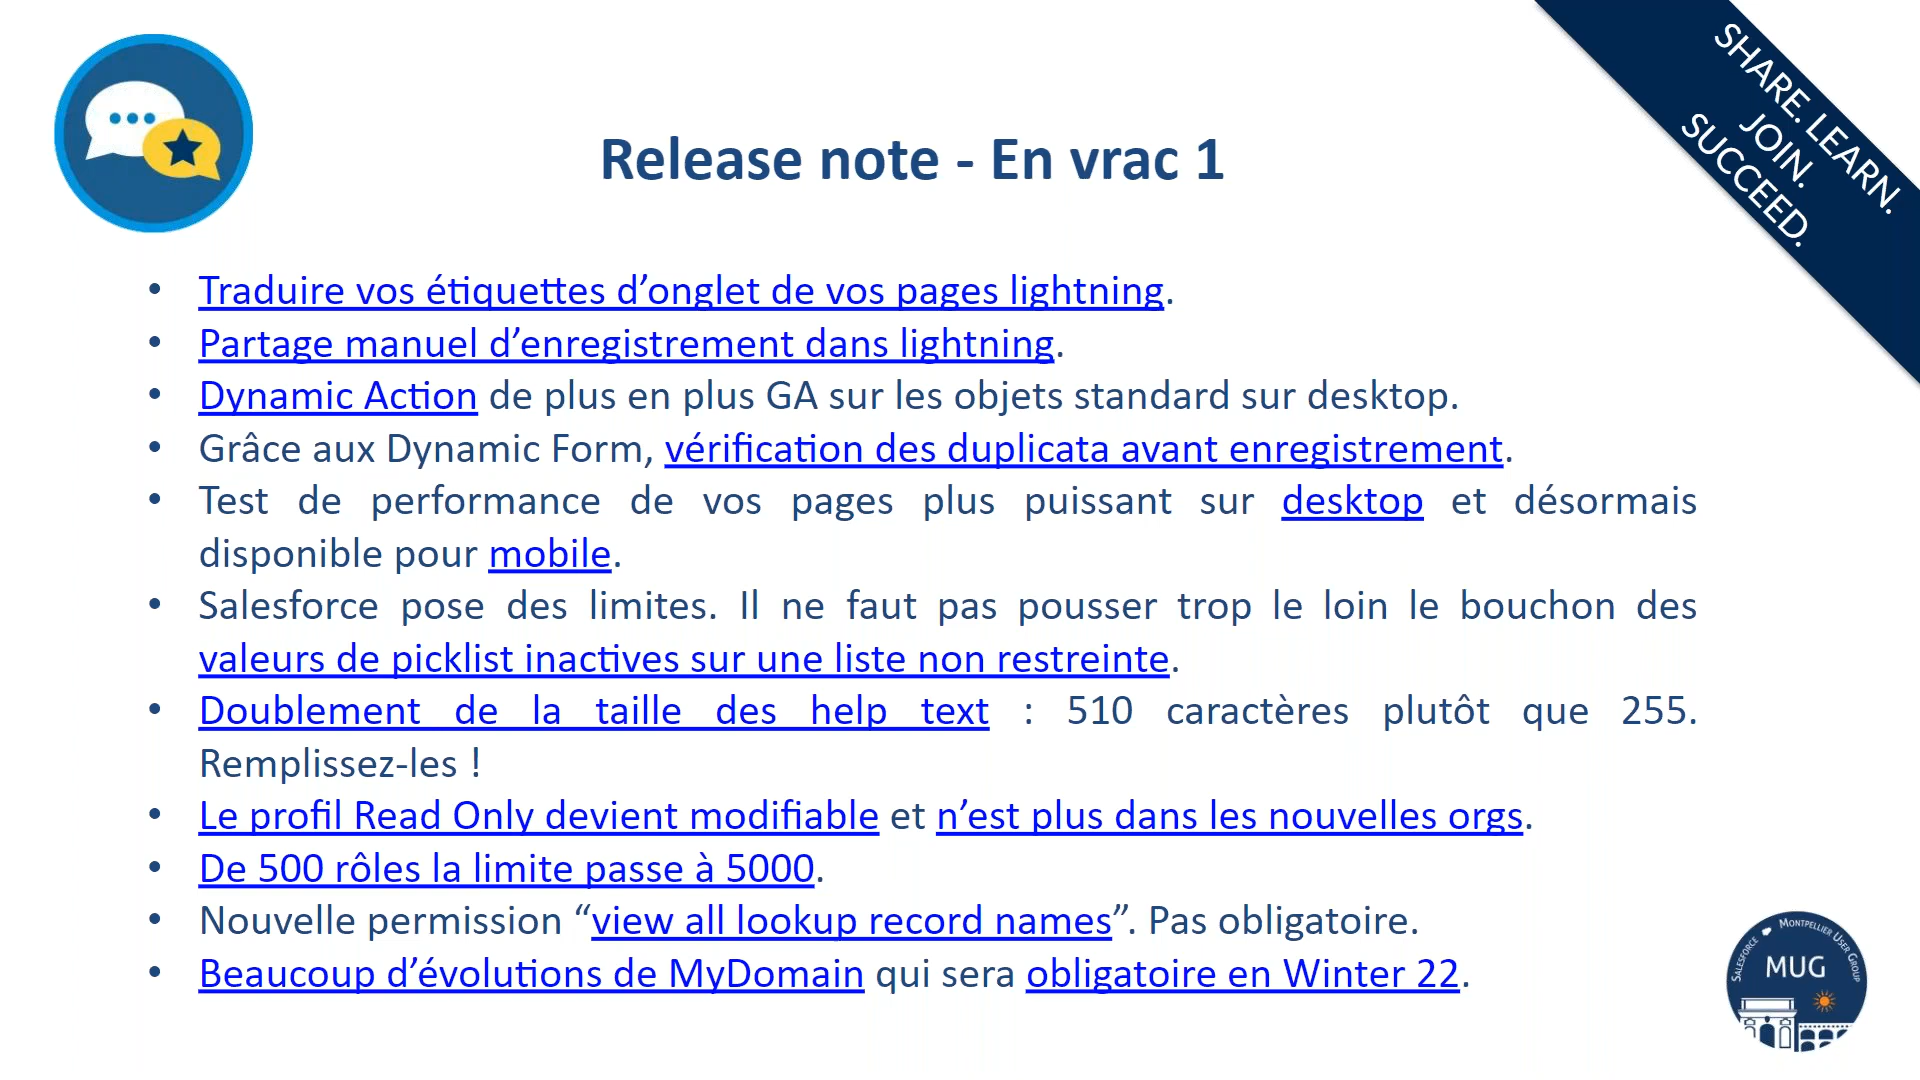 SHARE. LEARN.
JOIN.
SUCCEED.
Release note - En vrac 1
• Traduire vos étiquettes d’onglet de vos pages lightning.
• Partage manuel d’enregistrement dans lightning.
• Dynamic Action de plus en plus GA sur les objets standard sur desktop.
• Grâce aux Dynamic Form, vérification des duplicata avant enregistrement.
• Test de performance de vos pages plus puissant sur desktop et désormais
disponible pour mobile.
• Salesforce pose des limites. Il ne faut pas pousser trop le loin le bouchon des
valeurs de picklist inactives sur une liste non restreinte.
• Doublement de la taille des help text : 510 caractères plutôt que 255.
Remplissez-les !
• Le profil Read Only devient modifiable et n’est plus dans les nouvelles orgs.
• De 500 rôles la limite passe à 5000.
• Nouvelle permission “view all lookup record names”. Pas obligatoire.
• Beaucoup d’évolutions de MyDomain qui sera obligatoire en Winter 22.
SALESFORCE MONTPELLIER USER GROUP
MUG